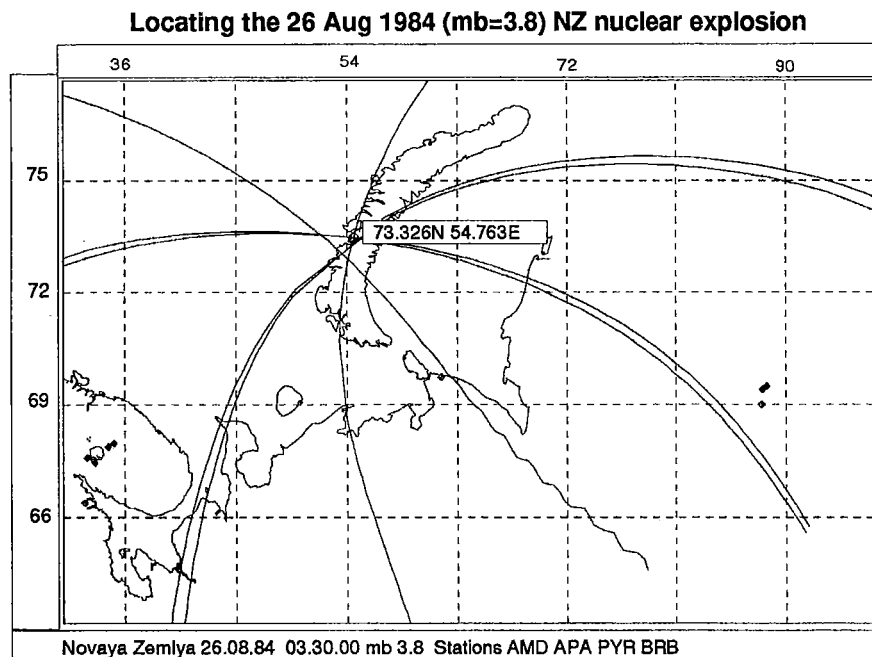 Locating the 26 Aug 1984 (mb=3.8) NZ nuclear explosion
36 54 72 90
75
73.326N 54.763E
72
69
66
Novaya Zemlya 26.08.84 03.30.00 mb 3.8 Stations AMD APA PYR BRB